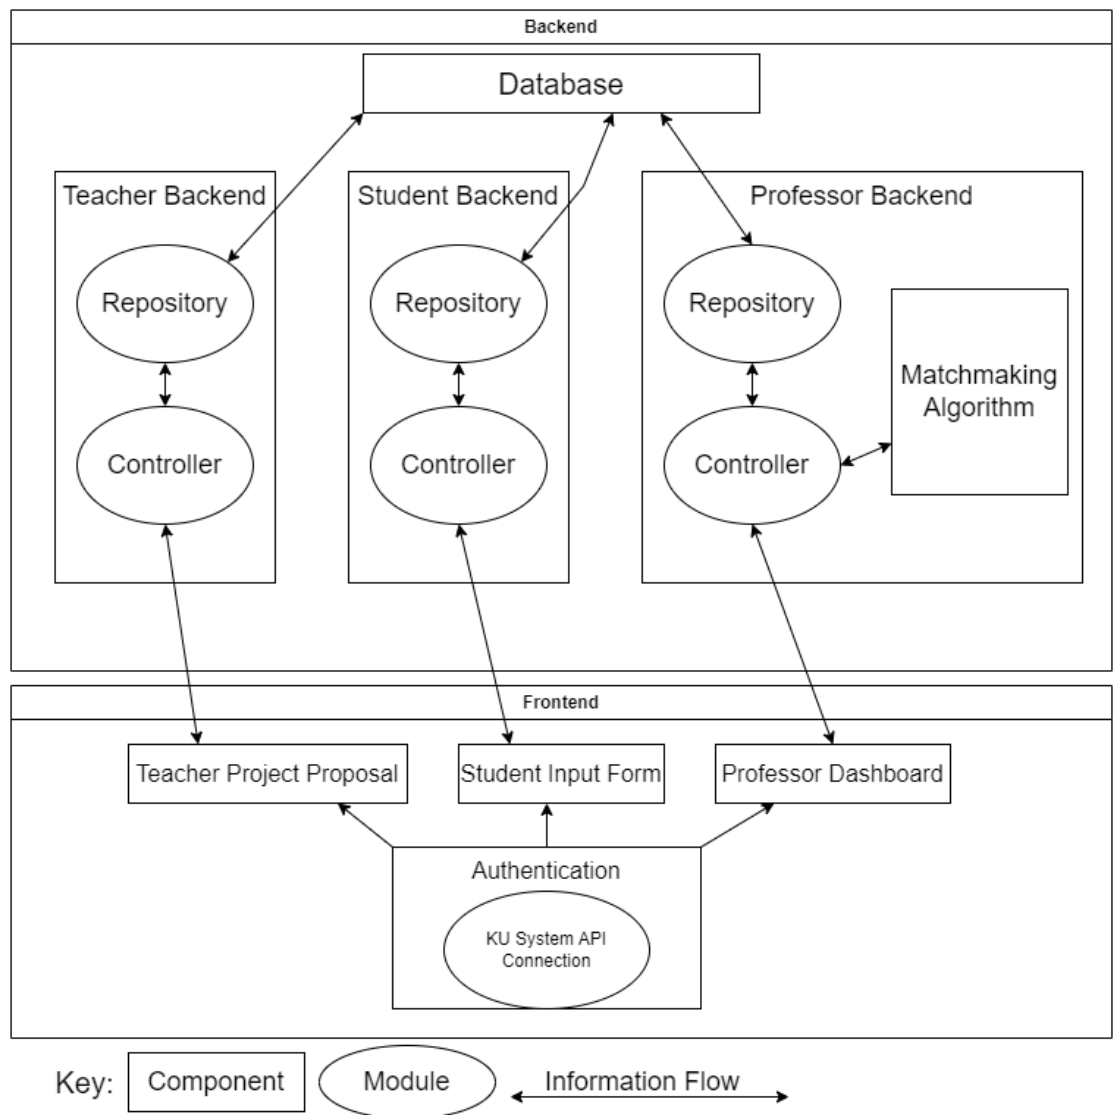 Backend
Database
Teacher Backend
Student Backend
Professor Backend
Repository
Repository
Repository
Matchmaking
Algorithm
Controller
Controller
Controller
Frontend
Teacher Project Proposal
Student Input Form
Professor Dashboard
Authentication
KU System API
Connection
Key:
Component
Module
Information Flow